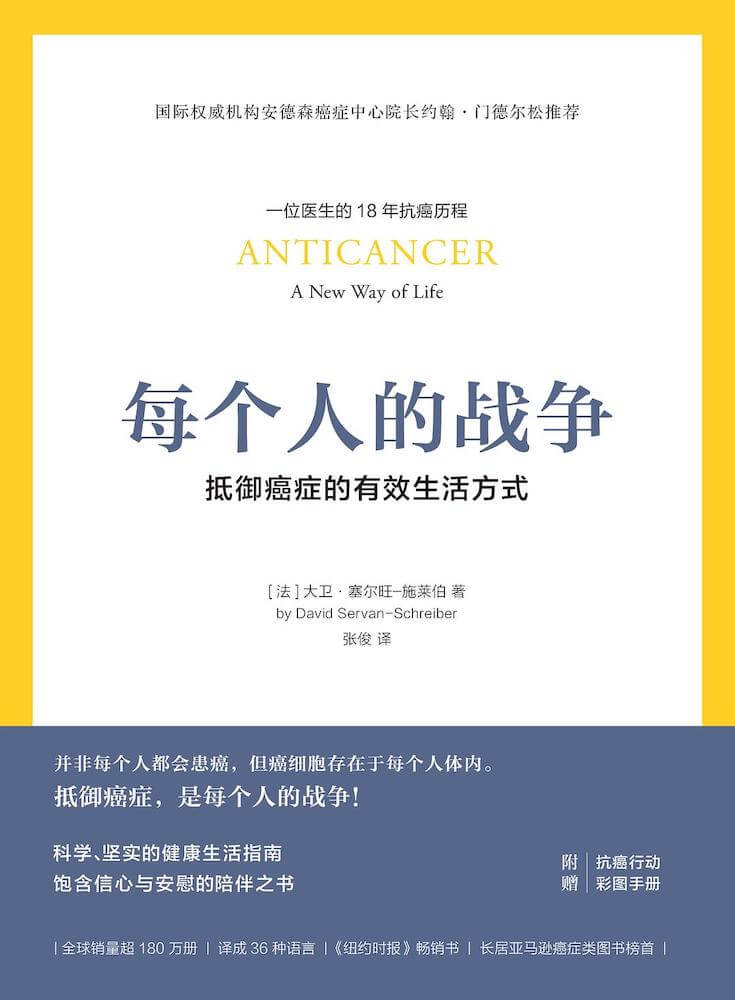 国际权威机构安德森癌症中心院长约翰·门德尔松推荐
一位医生的 18 年抗癌历程
ANTICANCER
A New Way of Life
每个人的战争
抵御癌症的有效生活方式
[ 法 ] 大卫 · 塞尔旺-施莱伯 著
by David Servan-Schreiber
张俊 译
并非每个人都会患癌，但癌细胞存在于每个人体内。
抵御癌症，是每个人的战争！
科学、坚实的健康生活指南
饱含信心与安慰的陪伴之书
附赠
抗癌行动
彩图手册
| 全球销量超 180 万册 | 译成 36 种语言 |《纽约时报》畅销书 | 长居亚马逊癌症类图书榜首 |